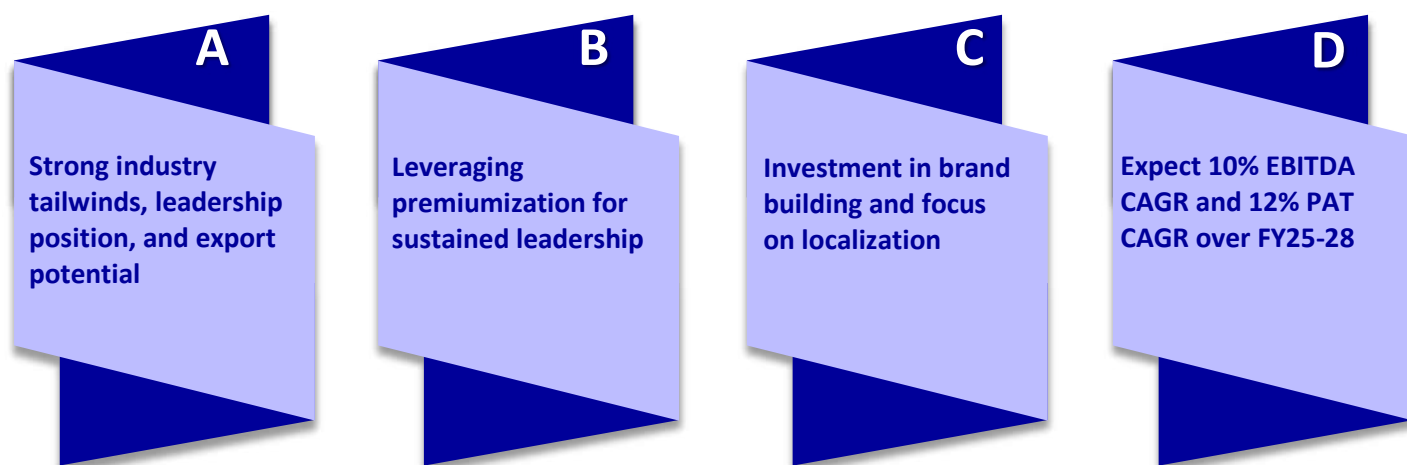 A
Strong industry
tailwinds, leadership
position, and export
potential
B
Leveraging
premiumization for
sustained leadership
C
Investment in brand
building and focus
on localization
D
Expect 10% EBITDA
CAGR and 12% PAT
CAGR over FY25-28